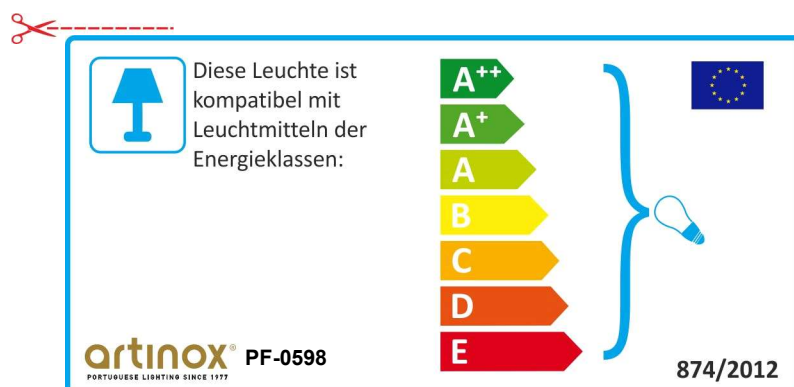 Diese Leuchte ist
kompatibel mit
Leuchtmitteln der
Energieklassen:
A++
A+
A
B
C
D
E
artinox® PF-0598
PORTUGUESE LIGHTING SINCE 1977
874/2012